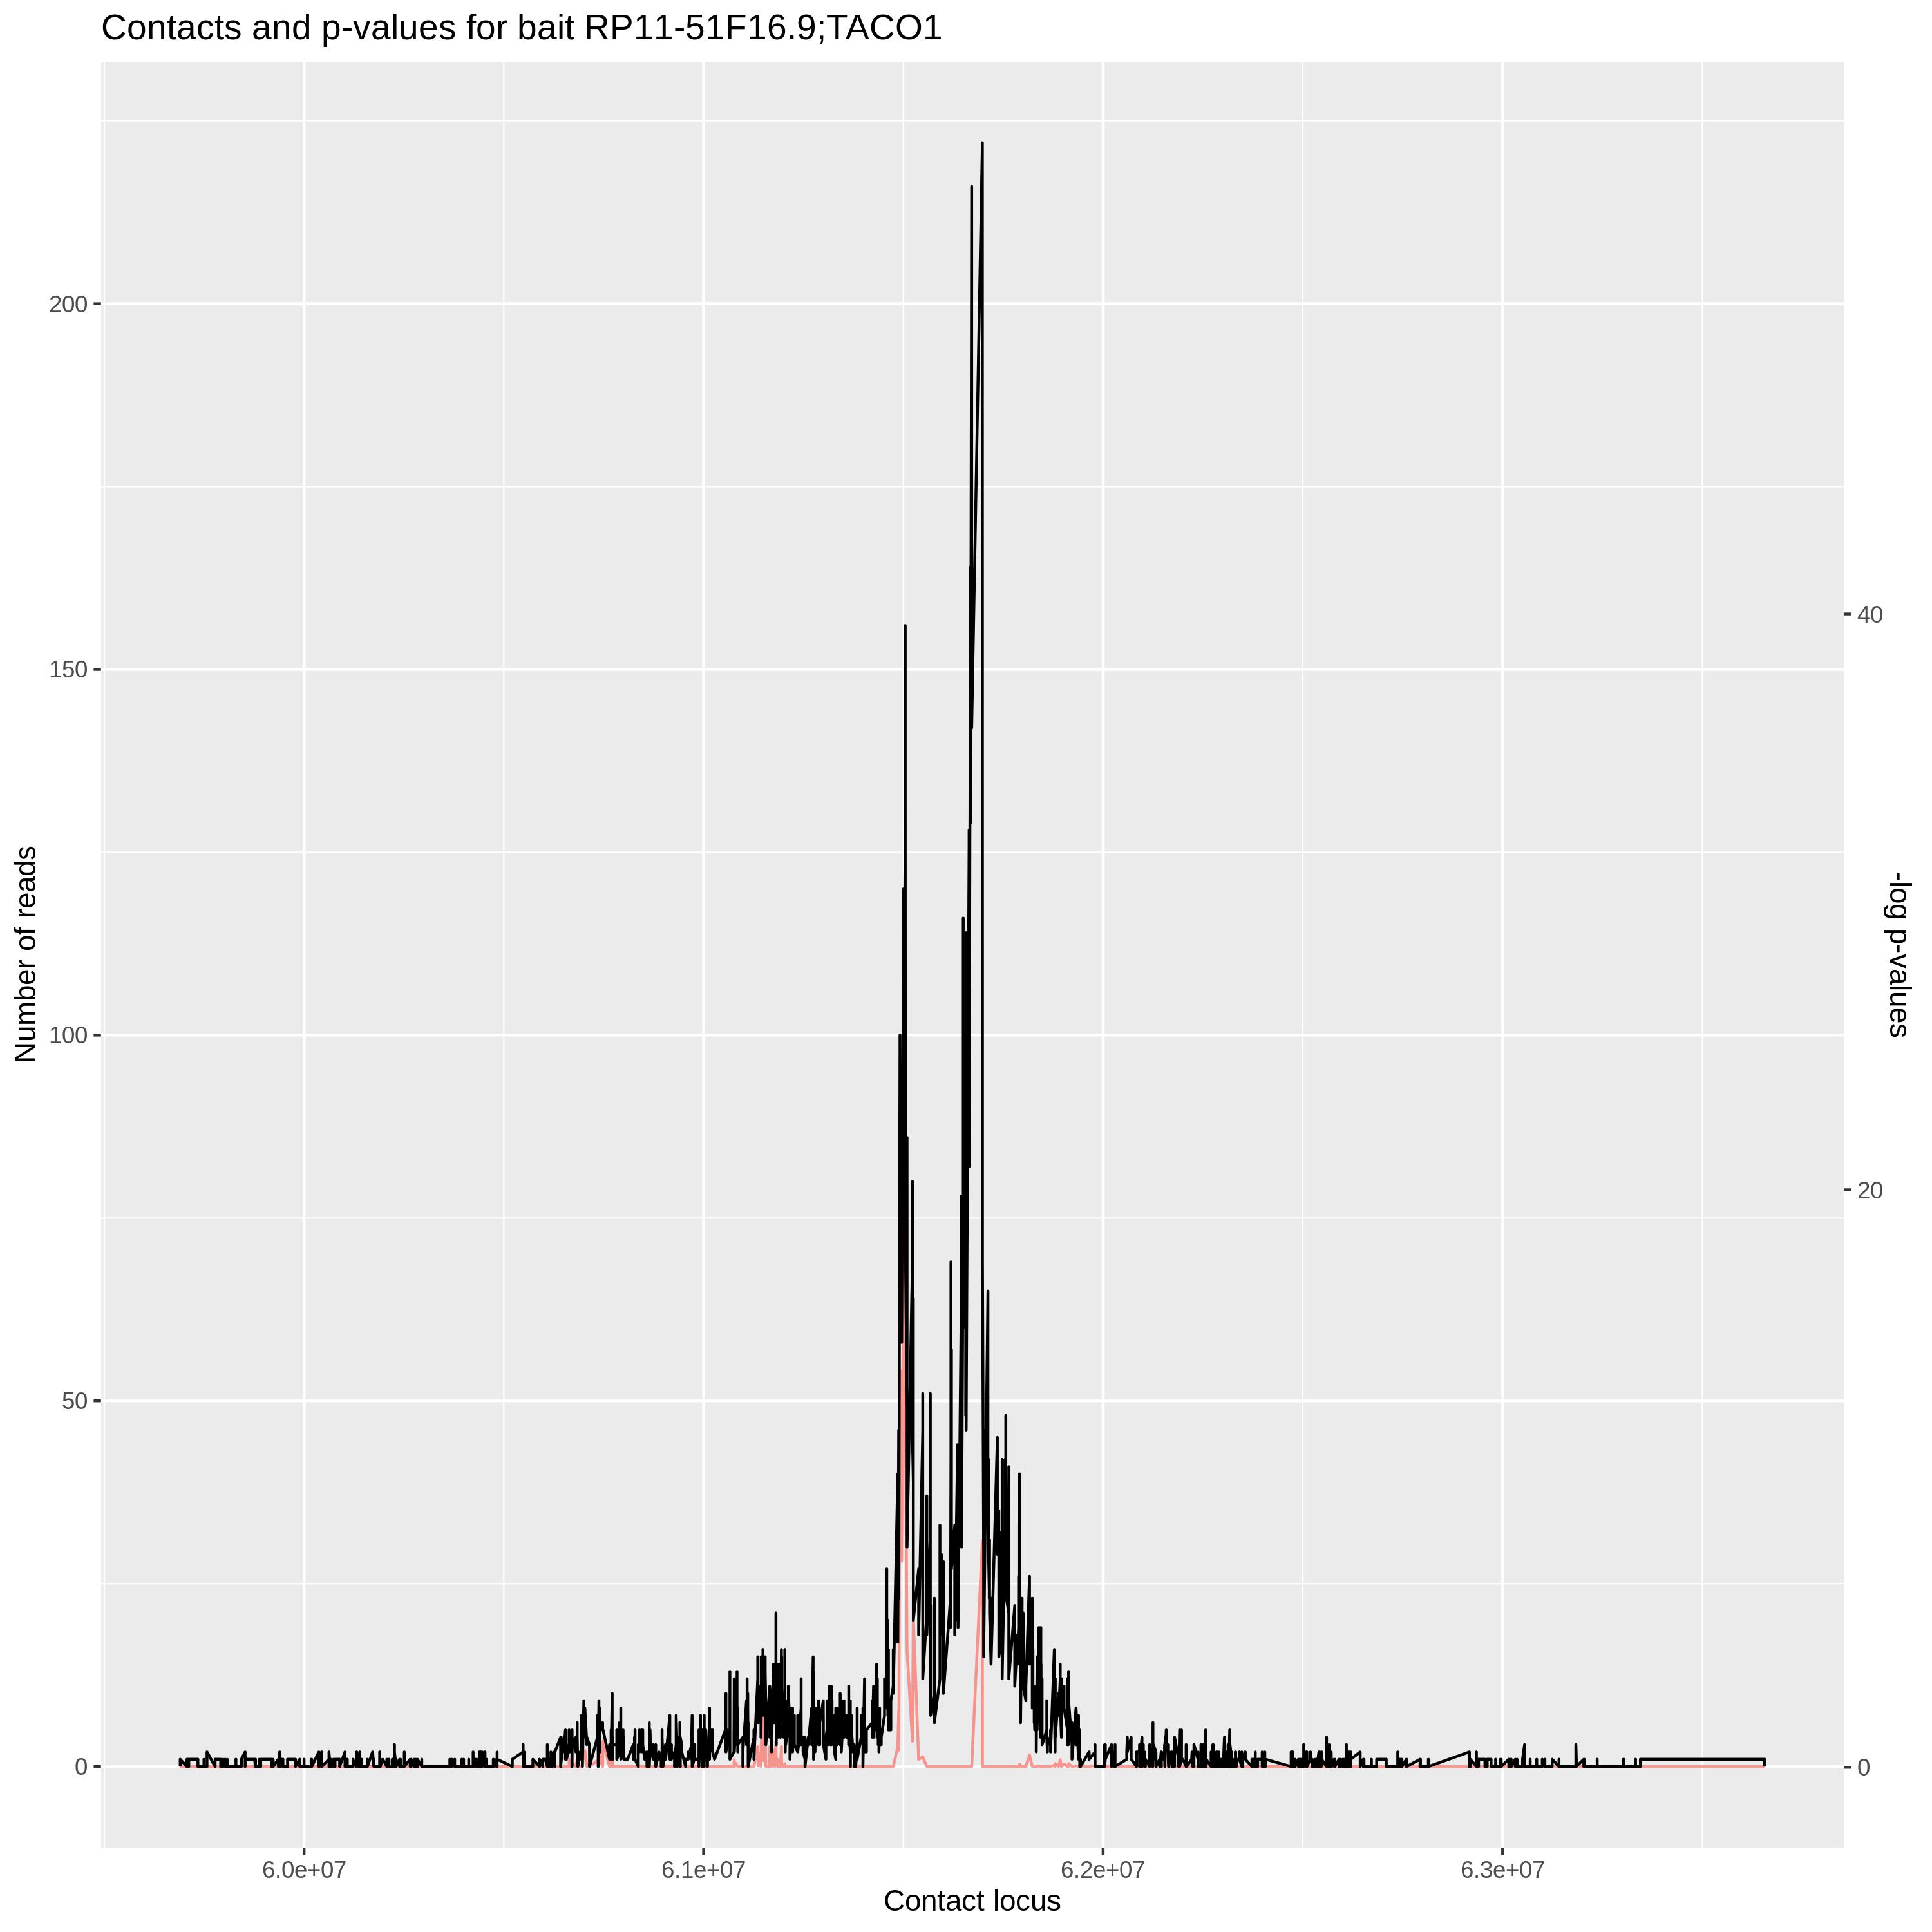 Contacts and p-values for bait RP11-51F16.9;TACO1
Number of reads
200
150
100
50
0
-log p-values
40
20
0
6.0e+07
6.1e+07
6.2e+07
6.3e+07
Contact locus